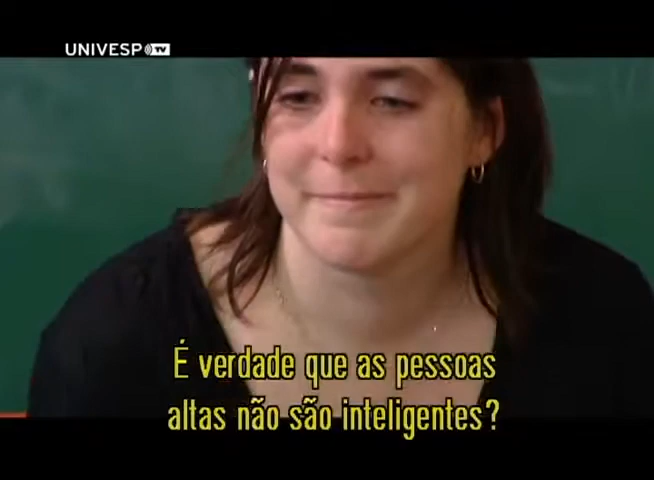 UNIVESP TV
É verdade que as pessoas
altas não são inteligentes?